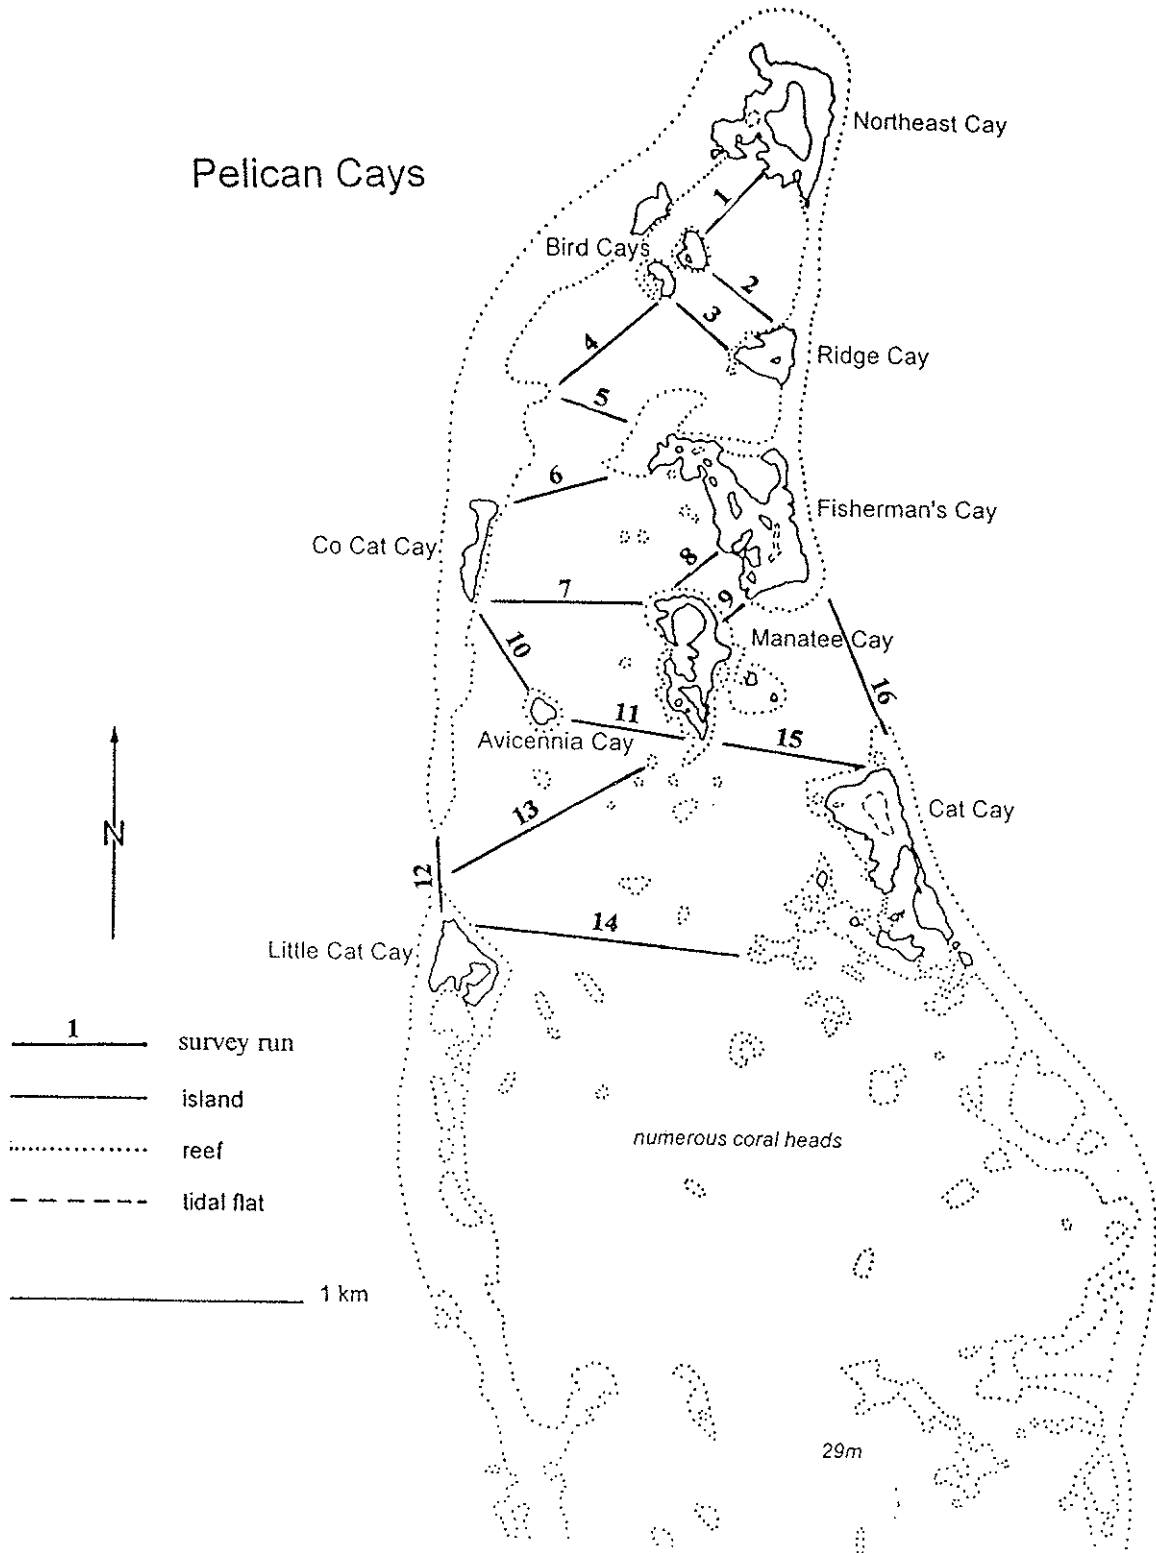 Northeast Cay
Pelican Cays
1
Bird Cays
2
3
4
Ridge Cay
5
6
Fisherman's Cay
Co Cat Cay
8
7
9
Manatee Cay
10
16
11
Avicennia Cay
15
13
Cat Cay
N
12
14
Little Cat Cay
1
survey run
island
reef
tidal flat
numerous coral heads
1 km
29m